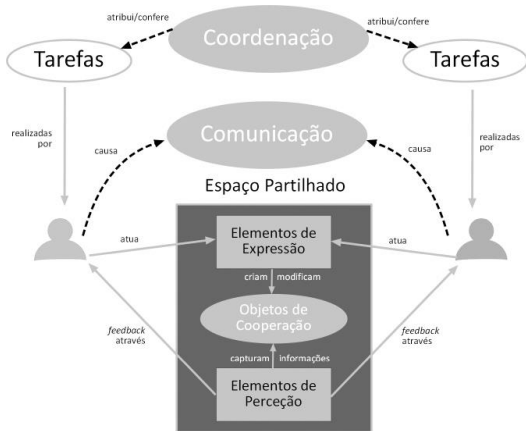 atribui/confere
Coordenação
atribui/confere
Tarefas
Tarefas
realizadas
por
causa
Comunicação
causa
realizadas
por
Espaço Partilhado
atua
Elementos de
Expressão
atua
criam modificam
Objetos de
Cooperação
feedback
através
capturam informações
feedback
através
Elementos de
Perceção